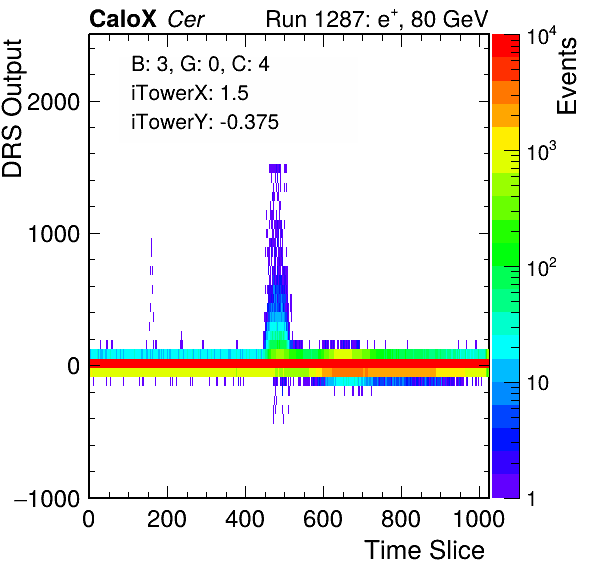 CaloX Cer Run 1287: e⁺, 80 GeV
B: 3, G: 0, C: 4
iTowerX: 1.5
iTowerY: -0.375
DRS Output
2000
1000
0
−1000
0 200 400 600 800 1000
Time Slice
10⁴
10³
10²
10
1
Events